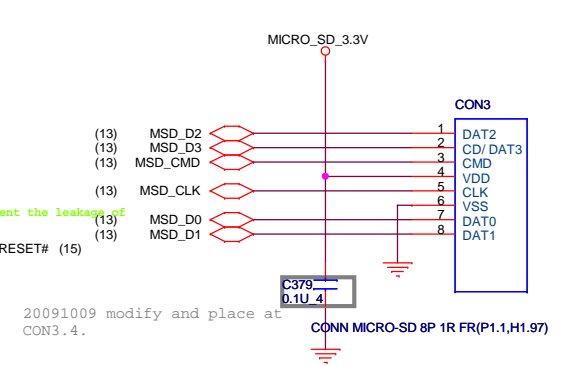 MICRO_SD_3.3V
CON3
(13) MSD_D2 1 DAT2
(13) MSD_D3 2 CD/DAT3
(13) MSD_CMD 3 CMD
4 VDD
(13) MSD_CLK 5 CLK
6 VSS
ent the leakage of
(13) MSD_D0 7 DAT0
(13) MSD_D1 8 DAT1
RESET# (15)
C379
0.1U_4
20091009 modify and place at
CON3.4.
CONN MICRO-SD 8P 1R FR(P1.1,H1.97)